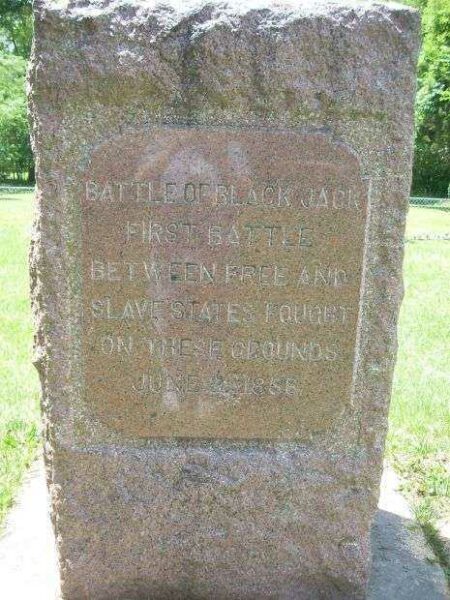 BATTLE OF BLACK JACK
FIRST BATTLE
BETWEEN FREE AND
SLAVE STATES FOUGHT
ON THESE GROUNDS
JUNE 2, 1856